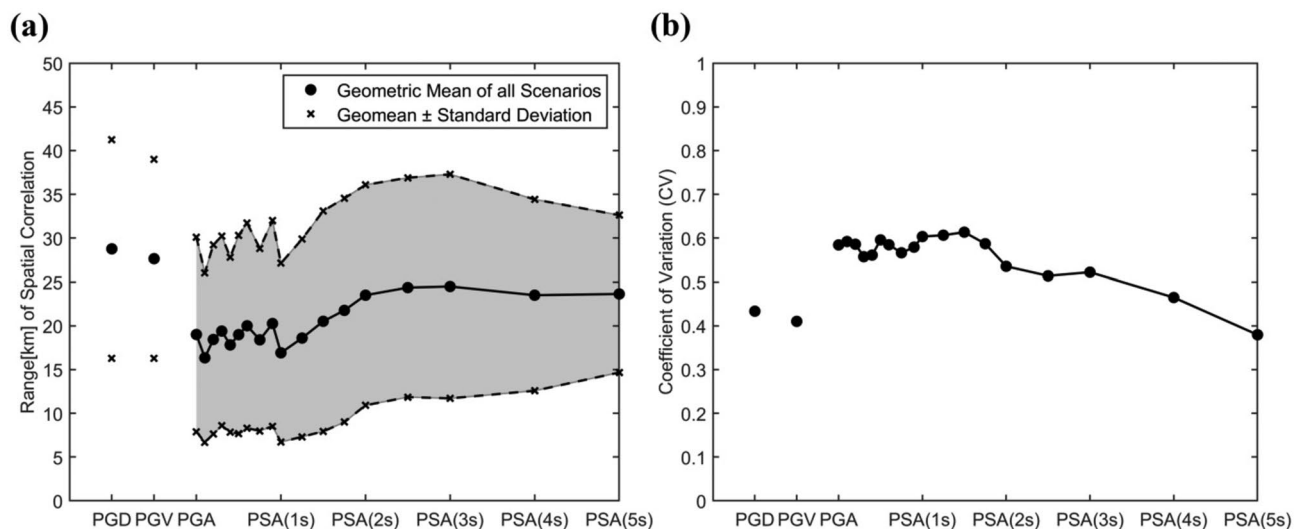 (a)
50
45
40
35
30
25
20
15
10
5
0
Range[km] of Spatial Correlation
Geometric Mean of all Scenarios
Geomean ± Standard Deviation
PGD PGV PGA PSA(1s) PSA(2s) PSA(3s) PSA(4s) PSA(5s)
(b)
1
0.9
0.8
0.7
0.6
0.5
0.4
0.3
0.2
0.1
0
Coefficient of Variation (CV)
PGD PGV PGA PSA(1s) PSA(2s) PSA(3s) PSA(4s) PSA(5s)